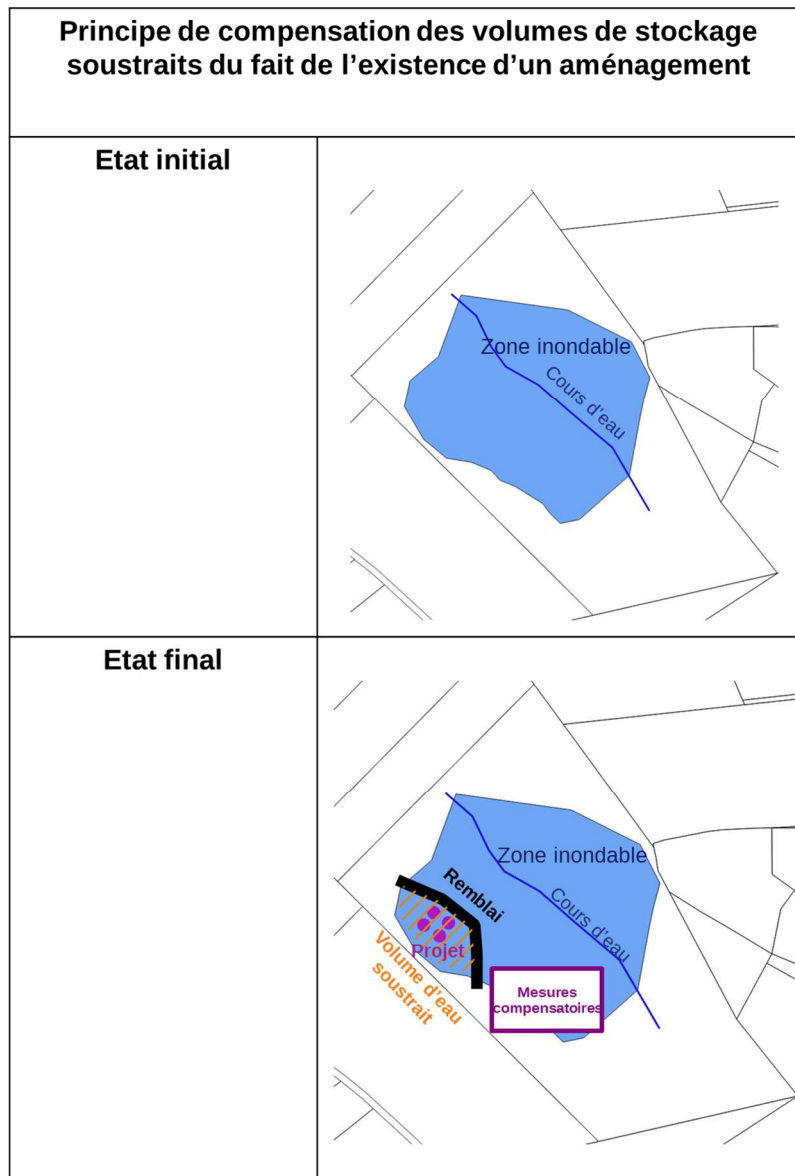 Principe de compensation des volumes de stockage
soustraits du fait de l'existence d'un aménagement
Etat initial
Zone inondable
Cours d'eau
Etat final
Zone inondable
Remblai
Cours d'eau
Projet
Volume d'eau
soustrait
Mesures
compensatoires